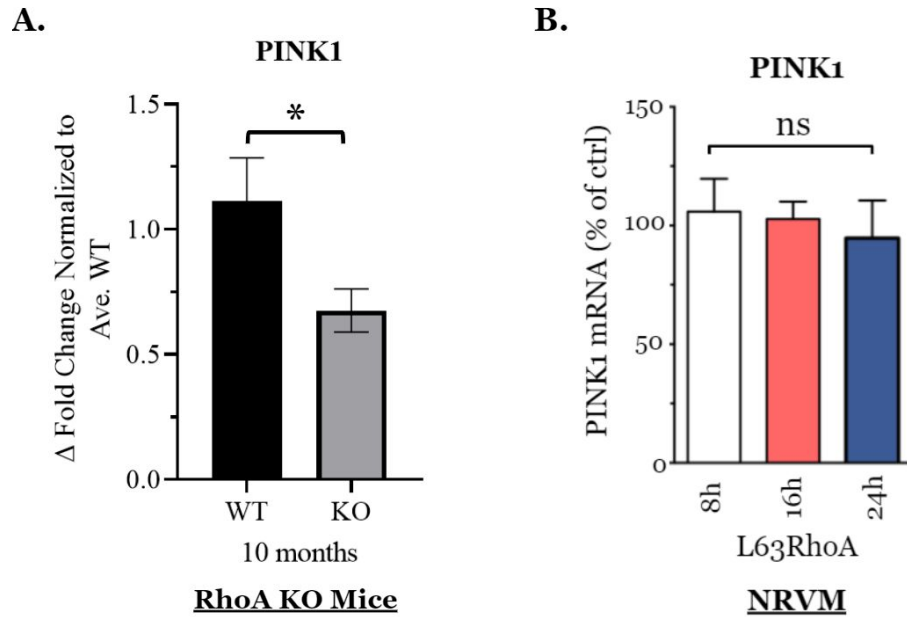 A.
PINK1
Δ Fold Change Normalized to
Ave. WT
1.5
1.0
0.5
0.0
*
WT KO
10 months
RhoA KO Mice
B.
PINK1
PINK1 mRNA (% of ctrl)
150
100
50
0
ns
8h 16h 24h
L63RhoA
NRVM